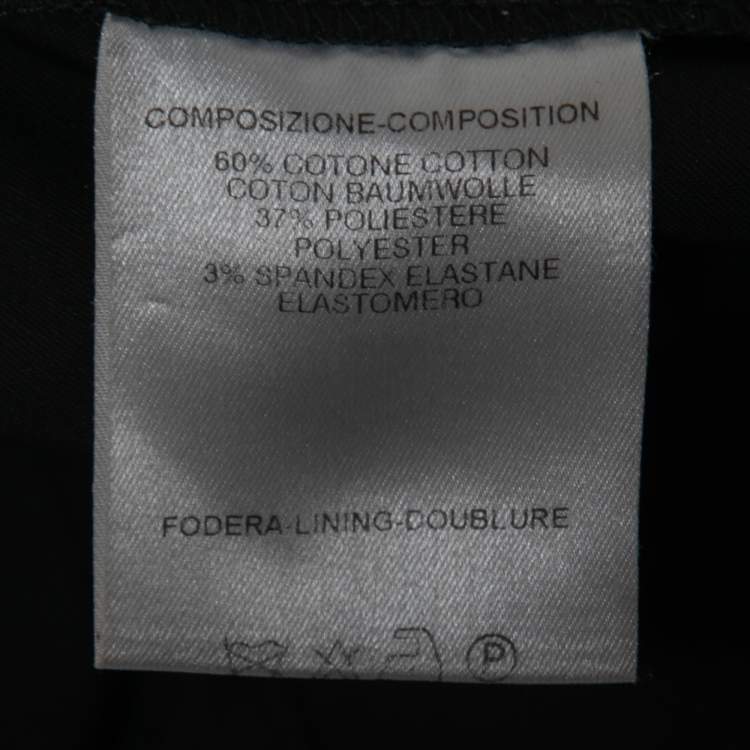 COMPOSIZIONE-COMPOSITION
60% COTONE COTTON
COTON BAUMWOLLE
37% POLIESTERE
POLYESTER
3% SPANDEX ELASTANE
ELASTOMERO
FODERA-LINING-DOUBLURE
P